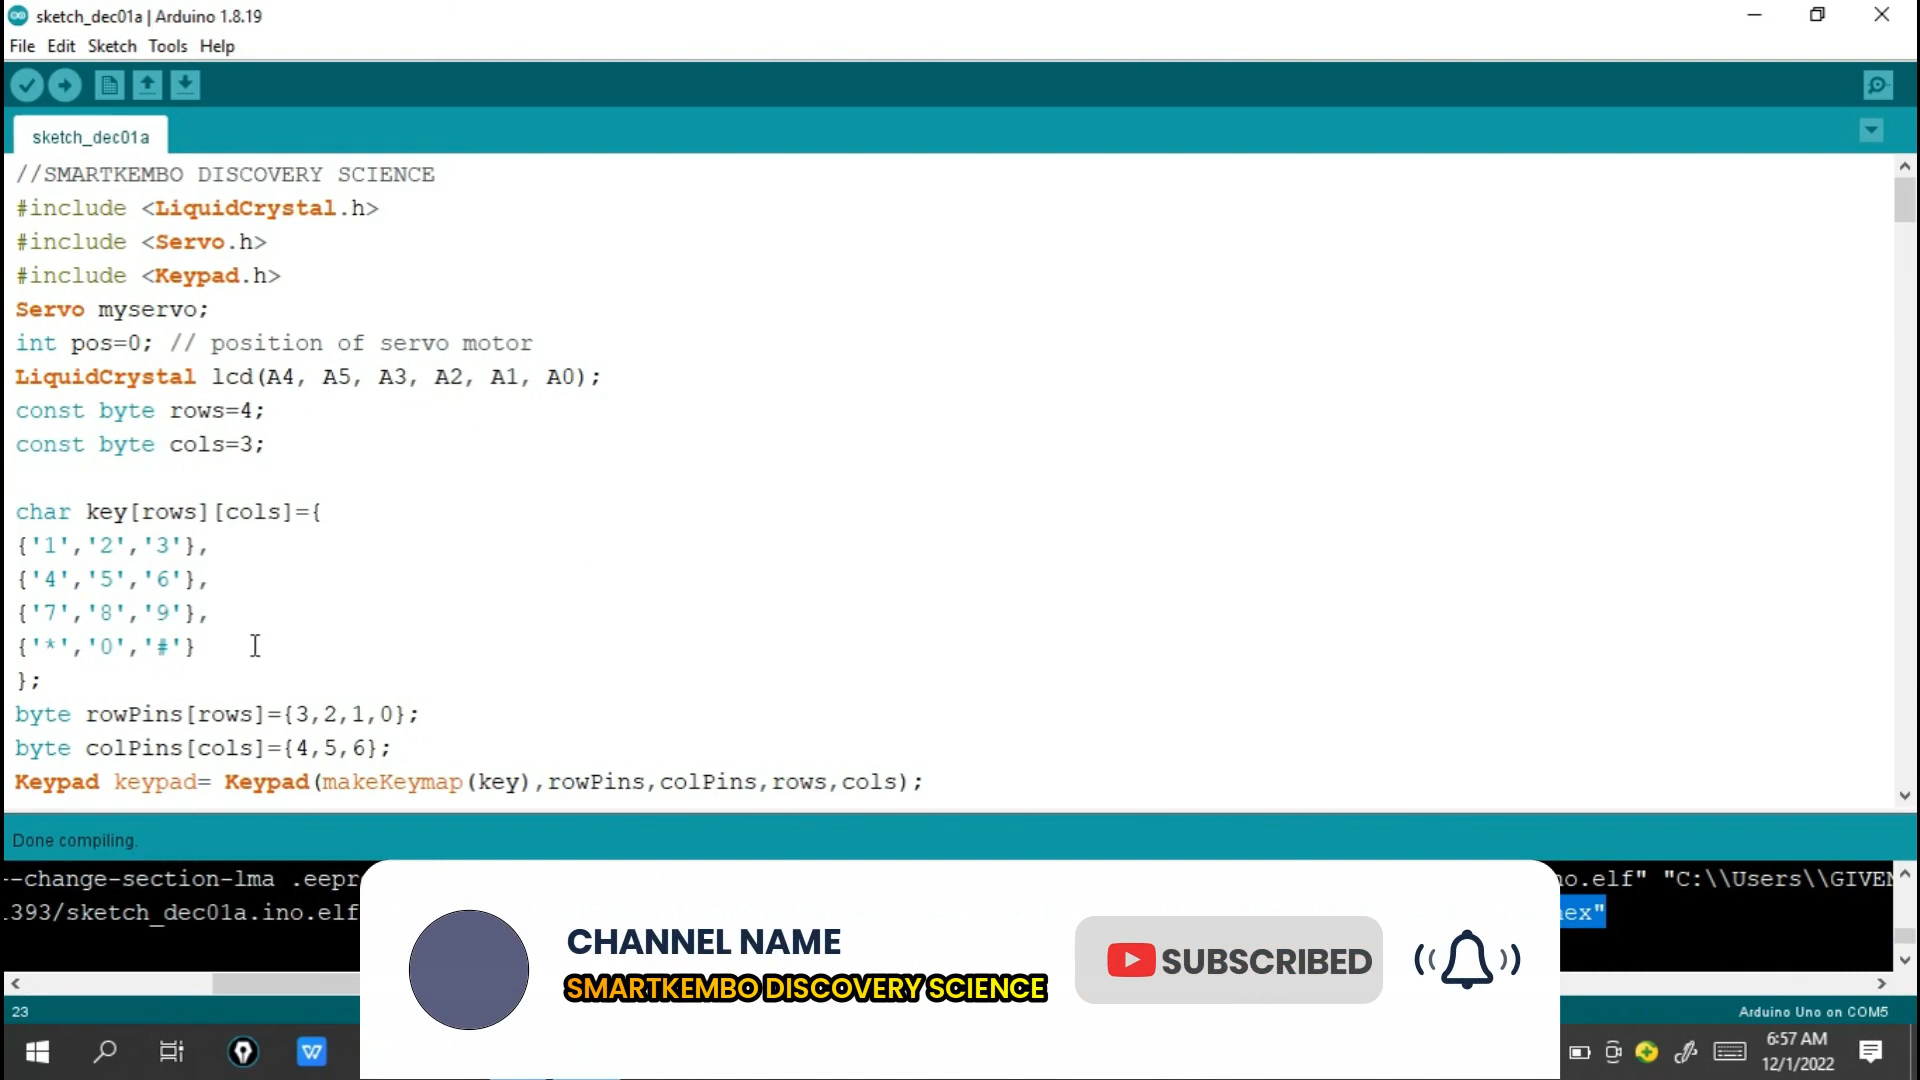 sketch_dec01a | Arduino 1.8.19
File Edit Sketch Tools Help
sketch_dec01a
//SMARTKEMBO DISCOVERY SCIENCE
#include <LiquidCrystal.h>
#include <Servo.h>
#include <Keypad.h>
Servo myservo;
int pos=0; // position of servo motor
LiquidCrystal lcd(A4, A5, A3, A2, A1, A0);
const byte rows=4;
const byte cols=3;
char key[rows][cols]={
{'1','2','3'},
{'4','5','6'},
{'7','8','9'},
{'*','0','#'}
};
byte rowPins[rows]={3,2,1,0};
byte colPins[cols]={4,5,6};
Keypad keypad= Keypad(makeKeymap(key),rowPins,colPins,rows,cols);
Done compiling.
--change-section-lma .eepr
no.elf" "C:\\Users\\GIVEN
.393/sketch_dec01a.ino.elf
hex"
CHANNEL NAME
SMARTKEMBO DISCOVERY SCIENCE
SUBSCRIBED
23
Arduino Uno on COM5
6:57 AM
12/1/2022